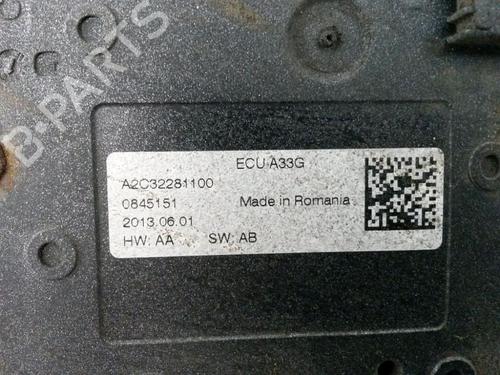 B-PARTS
ECU A33G
A2C32281100
0845151 Made in Romania
2013.06.01
HW: AA SW: AB